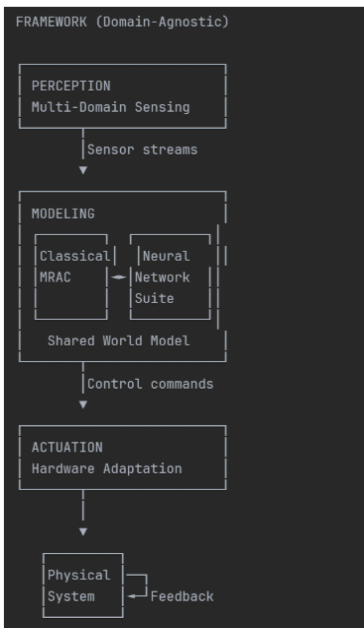 FRAMEWORK (Domain-Agnostic)
PERCEPTION
Multi-Domain Sensing
Sensor streams
MODELING
Classical Neural
MRAC Network
Suite
Shared World Model
Control commands
ACTUATION
Hardware Adaptation
Physical
System Feedback